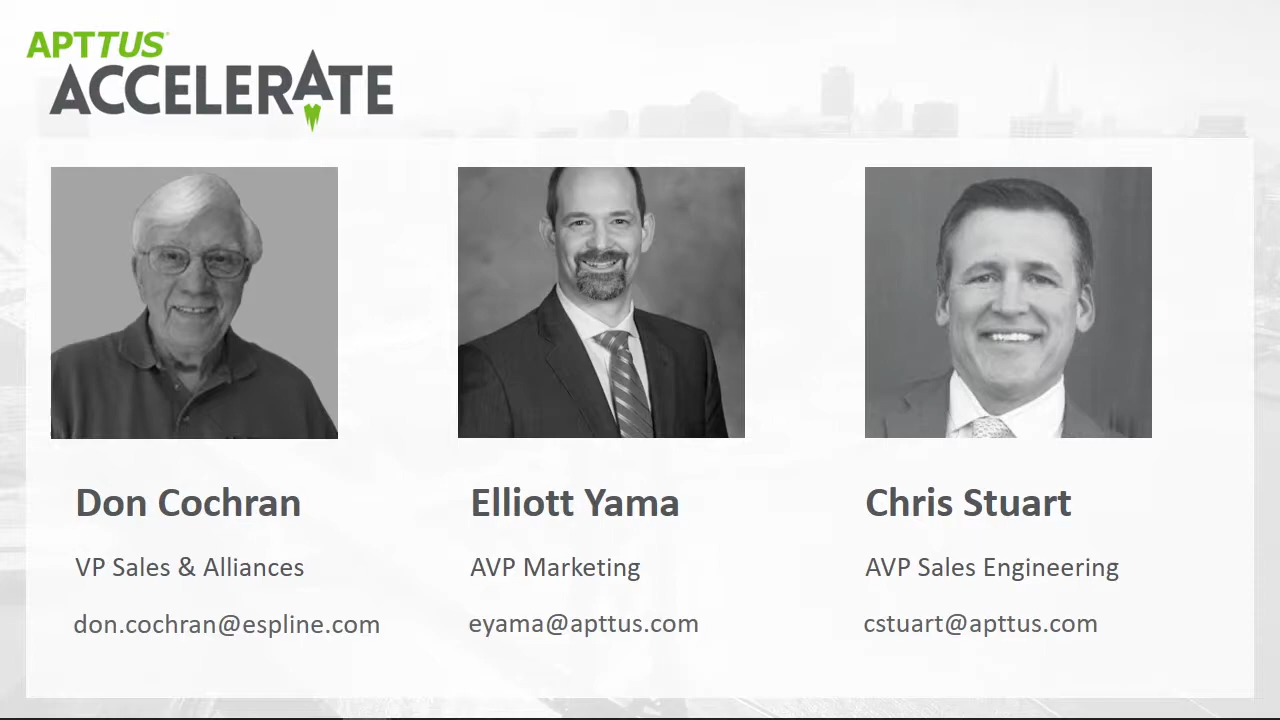 APTTUS
ACCELERATE
Don Cochran
VP Sales & Alliances
don.cochran@espline.com
Elliott Yama
AVP Marketing
eyama@apttus.com
Chris Stuart
AVP Sales Engineering
cstuart@apttus.com